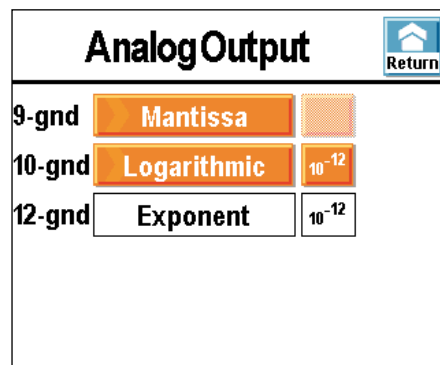 Analog Output
Return
9-gnd Mantissa
10-gnd Logarithmic 10⁻¹²
12-gnd Exponent 10⁻¹²